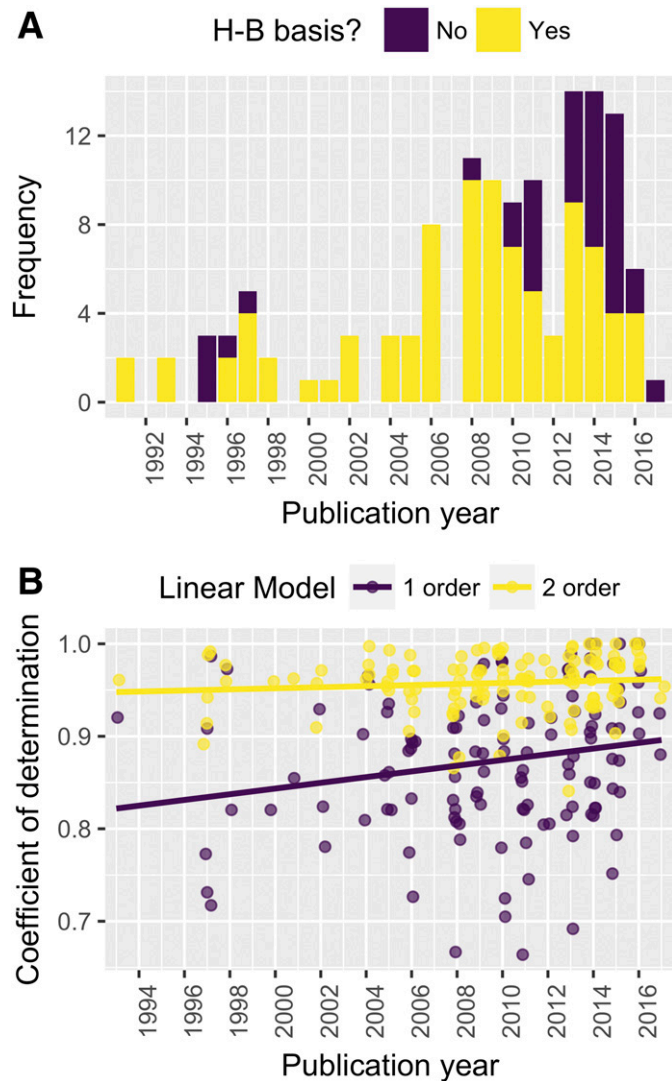 A
H-B basis? No Yes
Frequency
12
8
4
0
1992 1994 1996 1998 2000 2002 2004 2006 2008 2010 2012 2014 2016
Publication year
B
Linear Model 1 order 2 order
Coefficient of determination
1.0
0.9
0.8
0.7
1994 1996 1998 2000 2002 2004 2006 2008 2010 2012 2014 2016
Publication year